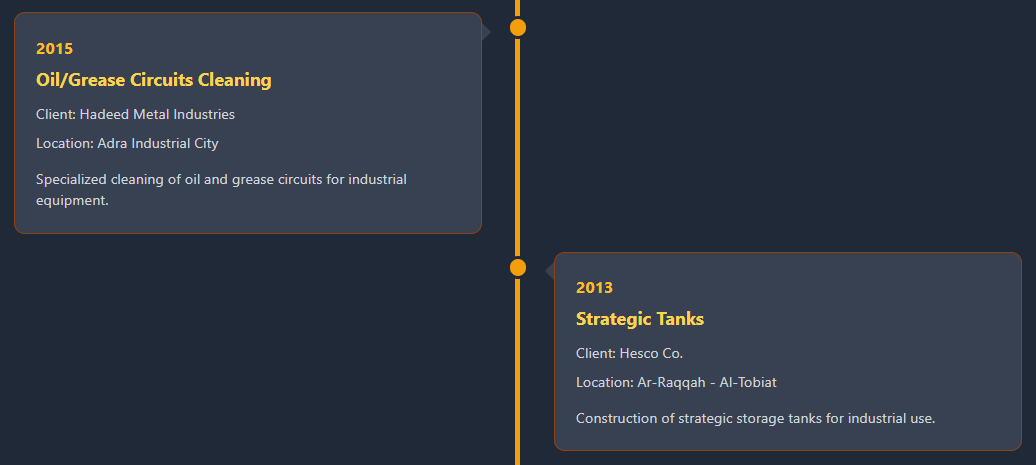 2015
Oil/Grease Circuits Cleaning
Client: Hadeed Metal Industries
Location: Adra Industrial City
Specialized cleaning of oil and grease circuits for industrial
equipment.
2013
Strategic Tanks
Client: Hesco Co.
Location: Ar-Raqqah - Al-Tobiat
Construction of strategic storage tanks for industrial use.